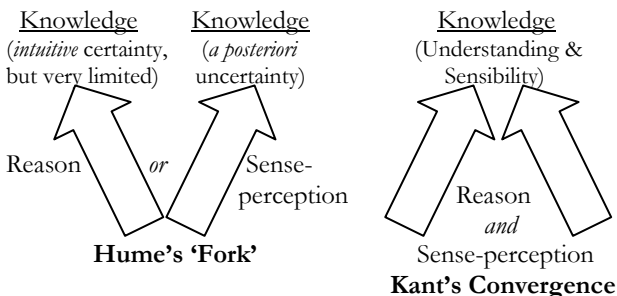 Knowledge
(intuitive certainty,
but very limited)
Knowledge
(a posteriori
uncertainty)
Reason
or
Sense-
perception
Hume's 'Fork'
Knowledge
(Understanding &
Sensibility)
Reason
and
Sense-perception
Kant's Convergence